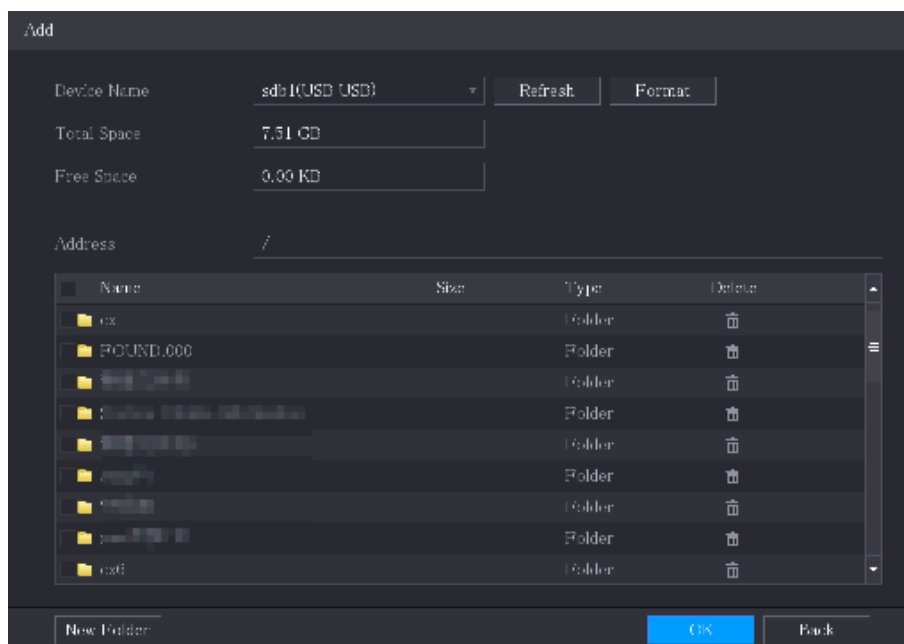 Add
Device Name sdb1(USB USB) Refresh Format
Total Space 7.51 GB
Free Space 0.00 KB
Address /
Name Size Type Delete
cx Folder
FOUND.000 Folder
Folder
Folder
Folder
Folder
Folder
Folder
cx6 Folder
New Folder OK Back